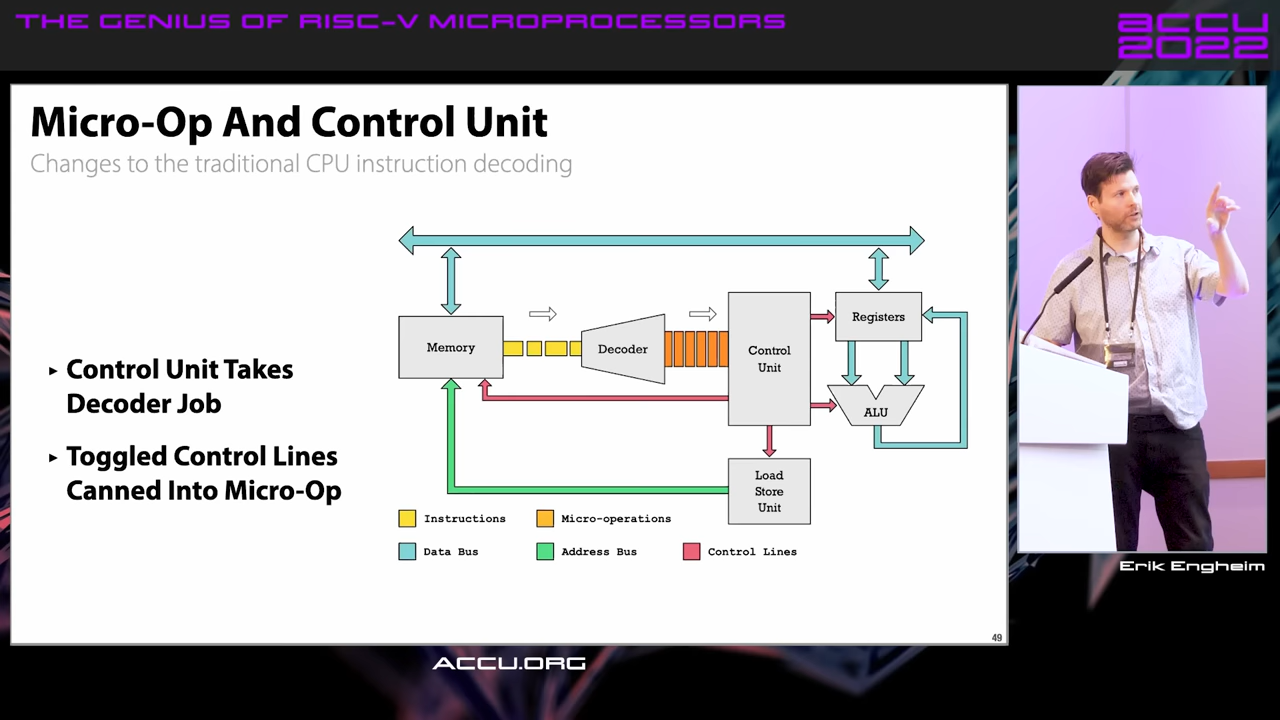 THE GENIUS OF RISC-V MICROPROCESSORS
ACCU
2022
Micro-Op And Control Unit
Changes to the traditional CPU instruction decoding
▸ Control Unit Takes
Decoder Job
▸ Toggled Control Lines
Canned Into Micro-Op
Memory
Decoder
Control
Unit
Registers
ALU
Load
Store
Unit
Instructions
Micro-operations
Data Bus
Address Bus
Control Lines
49
Erik Engheim
ACCU.ORG